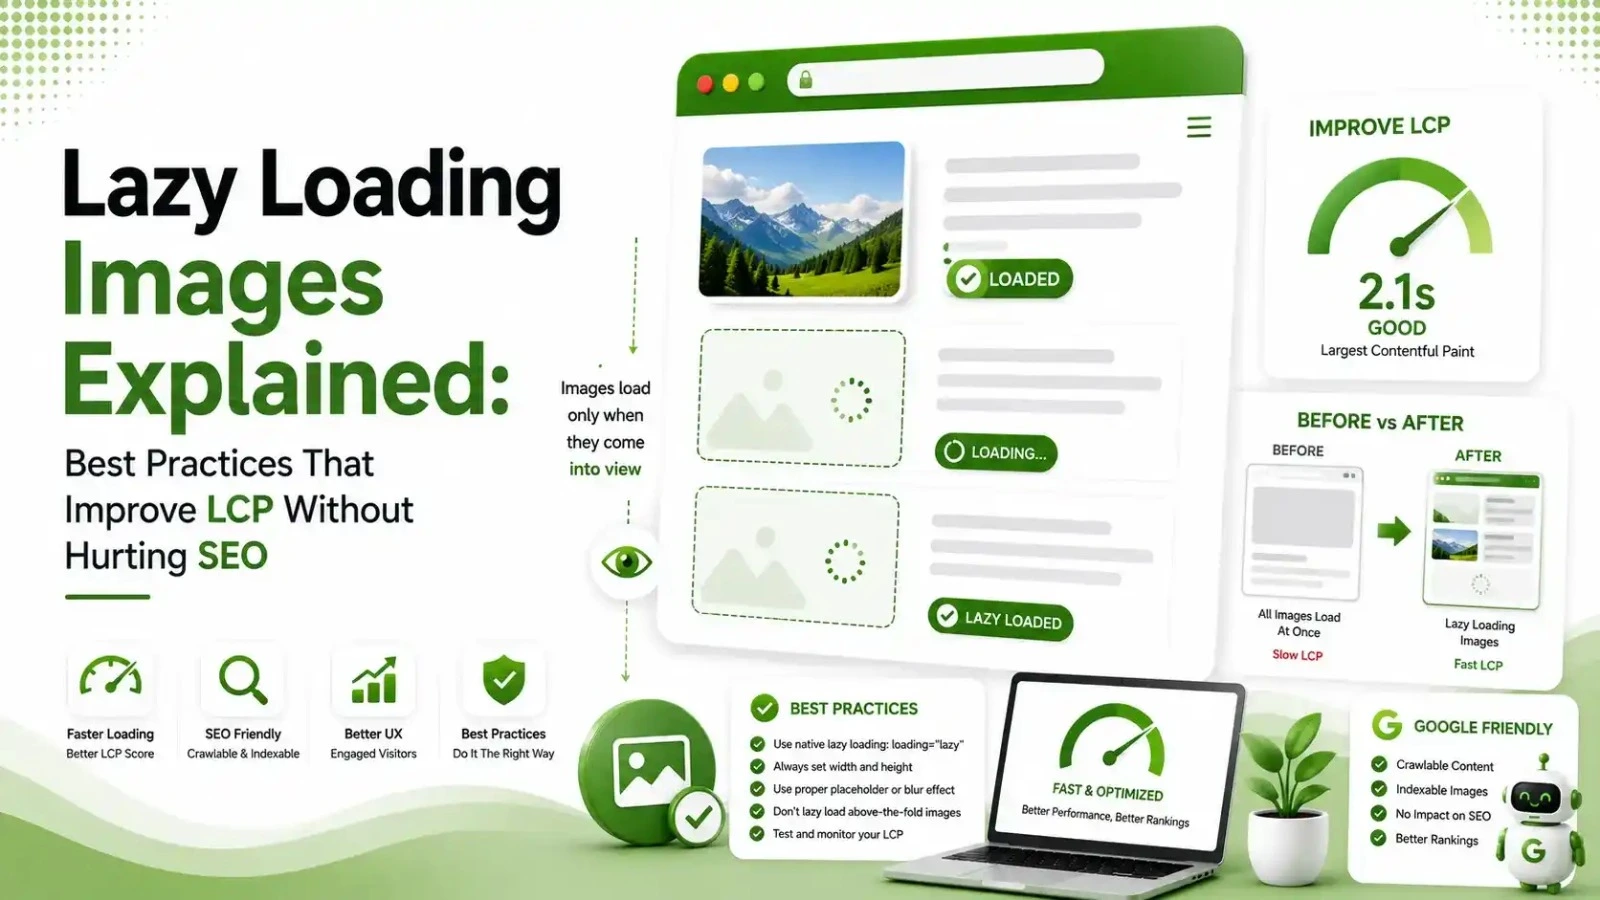 Lazy Loading
Images
Explained:
Best Practices That
Improve LCP Without
Hurting SEO
Faster Loading
Better LCP Score
SEO Friendly
Crawlable & Indexable
Better UX
Engaged Visitors
Best Practices
Do It The Right Way
Images load
only when
they come
into view
LOADED
LOADING...
LAZY LOADED
IMPROVE LCP
2.1s
GOOD
Largest Contentful Paint
BEFORE vs AFTER
BEFORE
All Images Load
At Once
Slow LCP
AFTER
Lazy Loading
Images
Fast LCP
BEST PRACTICES
Use native lazy loading: loading="lazy"
Always set width and height
Use proper placeholder or blur effect
Don't lazy load above-the-fold images
Test and monitor your LCP
FAST & OPTIMIZED
Better Performance, Better Rankings
G GOOGLE FRIENDLY
Crawlable Content
Indexable Images
No Impact on SEO
Better Rankings
G